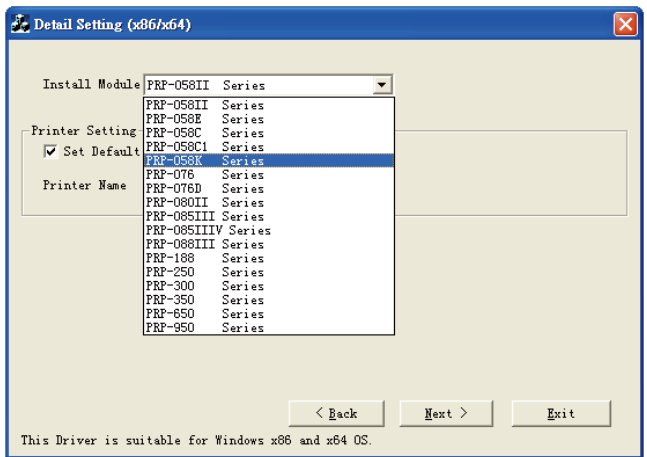 Detail Setting (x86/x64)
Install Module PRP-058II Series
PRP-058II Series
PRP-058E Series
Printer Setting PRP-058C Series
Set Default PRP-058C1 Series
PRP-058K Series
PRP-076 Series
Printer Name PRP-076D Series
PRP-080II Series
PRP-085III Series
PRP-085IIIV Series
PRP-088III Series
PRP-188 Series
PRP-250 Series
PRP-300 Series
PRP-350 Series
PRP-650 Series
PRP-950 Series
< Back Next > Exit
This Driver is suitable for Windows x86 and x64 OS.